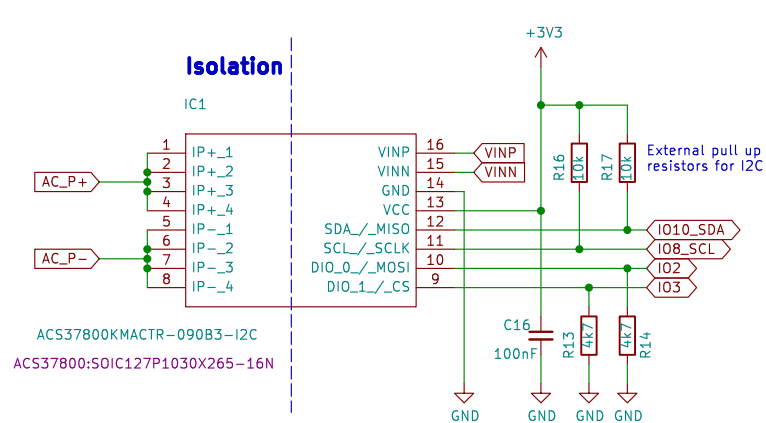 +3V3
Isolation
IC1
1 IP+_1 VINP 16 VINP
2 IP+_2 VINN 15 VINN
AC_P+
3 IP+_3 GND 14
4 IP+_4 VCC 13
5 IP-_1 SDA_/_MISO 12 IO10_SDA
6 IP-_2 SCL_/_SCLK 11 IO8_SCL
AC_P-
7 IP-_3 DIO_0_/_MOSI 10 IO2
8 IP-_4 DIO_1_/_CS 9 IO3
R16 10k
R17 10k
External pull up
resistors for I2C
ACS37800KMACTR-090B3-I2C
ACS37800:SOIC127P1030X265-16N
C16
100nF
R13 4k7
4k7 R14
GND GND GND GND